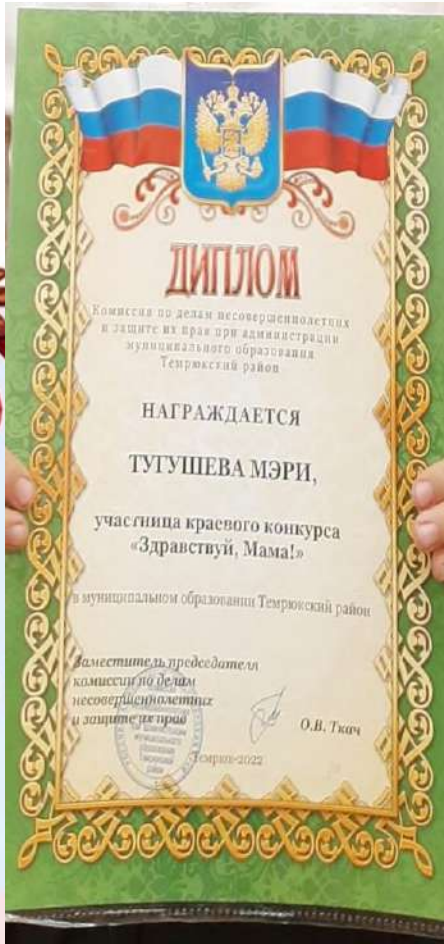 ДИПЛОМ
Комиссия по делам несовершеннолетних
и защите их прав при администрации
муниципального образования
Темрюкский район
НАГРАЖДАЕТСЯ
ТУГУШЕВА МЭРИ,
участница краевого конкурса
«Здравствуй, Мама!»
в муниципальном образовании Темрюкский район
Заместитель председателя
комиссии по делам
несовершеннолетних
и защите их прав
О.В. Ткач
Темрюк-2022